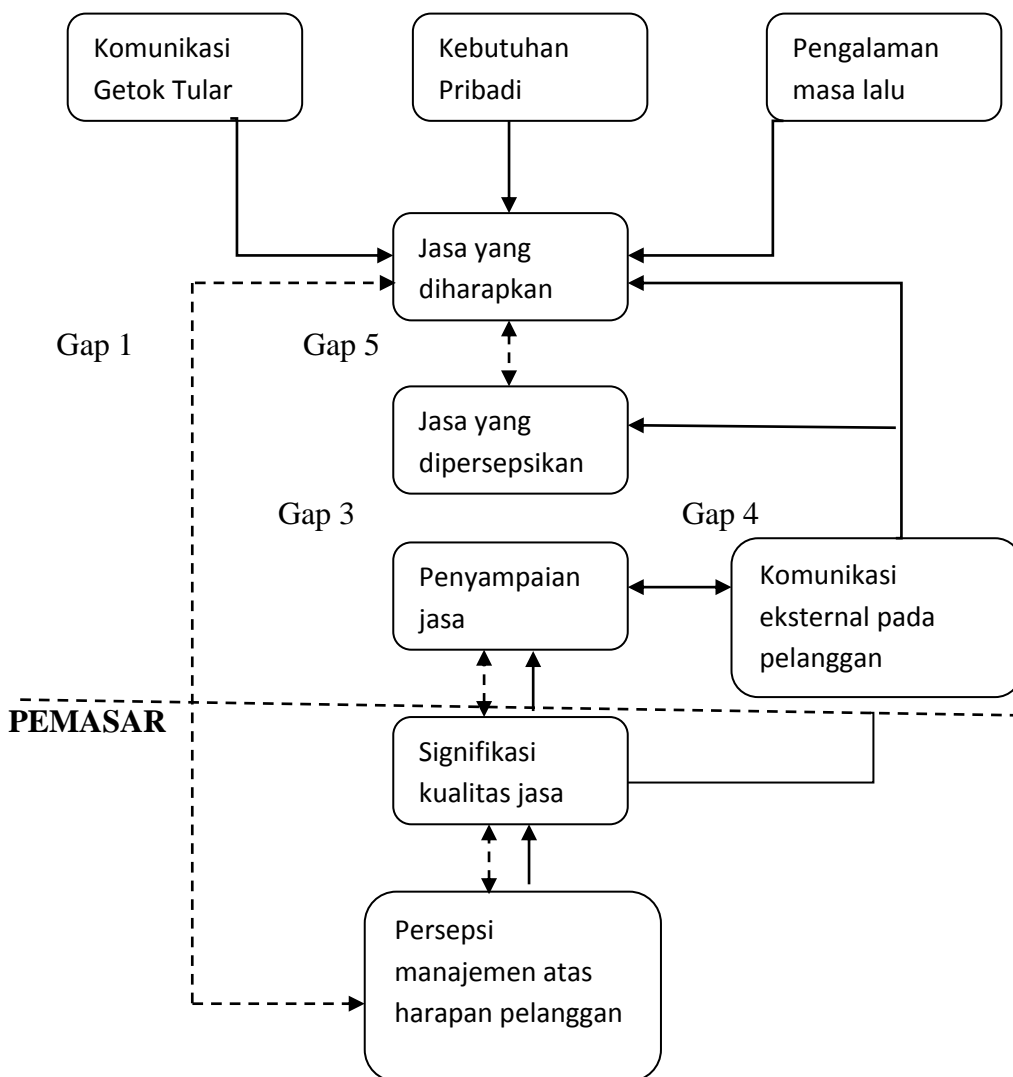 Komunikasi
Getok Tular
Kebutuhan
Pribadi
Pengalaman
masa lalu
Jasa yang
diharapkan
Gap 1
Gap 5
Jasa yang
dipersepsikan
Gap 3
Gap 4
Penyampaian
jasa
Komunikasi
eksternal pada
pelanggan
PEMASAR
Signifikasi
kualitas jasa
Persepsi
manajemen atas
harapan pelanggan